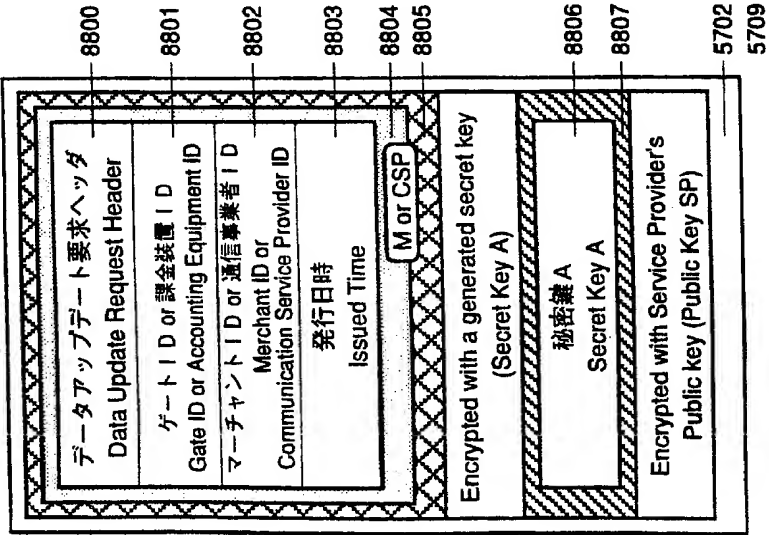 データアップデート要求ヘッダ
Data Update Request Header
ゲートＩＤ or 課金装置ＩＤ
Gate ID or Accounting Equipment ID
マーチャントＩＤ or 通信事業者ＩＤ
Merchant ID or
Communication Service Provider ID
発行日時
Issued Time
M or CSP
Encrypted with a generated secret key
(Secret Key A)
秘密鍵 A
Secret Key A
Encrypted with Service Provider's
Public key (Public Key SP)
8800
8801
8802
8803
8804
8805
8806
8807
5702
5709